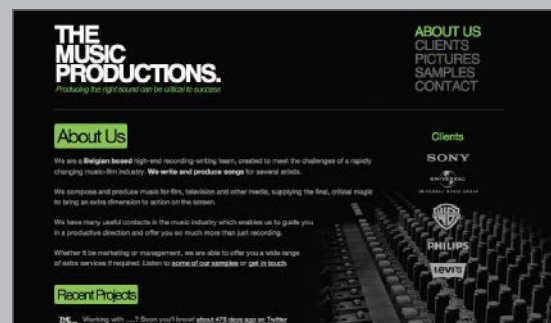 THE
MUSIC
PRODUCTIONS.
Producing the right sound can be critical to success
ABOUT US
CLIENTS
PICTURES
SAMPLES
CONTACT
About Us
We are a Belgian based high-end recording-writing team, created to meet the challenges of a rapidly
changing music-film industry. We write and produce songs for several artists.
We compose and produce music for film, television and other media, supplying the final, critical magic
to bring an extra dimension to action on the screen.
We have many useful contacts in the music industry which enables us to guide you
in a productive direction and offer you so much more than just recording.
Whether it be marketing or management, we are able to offer you a wide range
of extra services if required. Listen to some of our samples or get in touch.
Clients
SONY
UNIVERSAL
UNIVERSAL MUSIC GROUP
WB
PHILIPS
LEVI'S
Recent Projects
THE Working with .....? Soon you'll know! about 475 days ago on Twitter